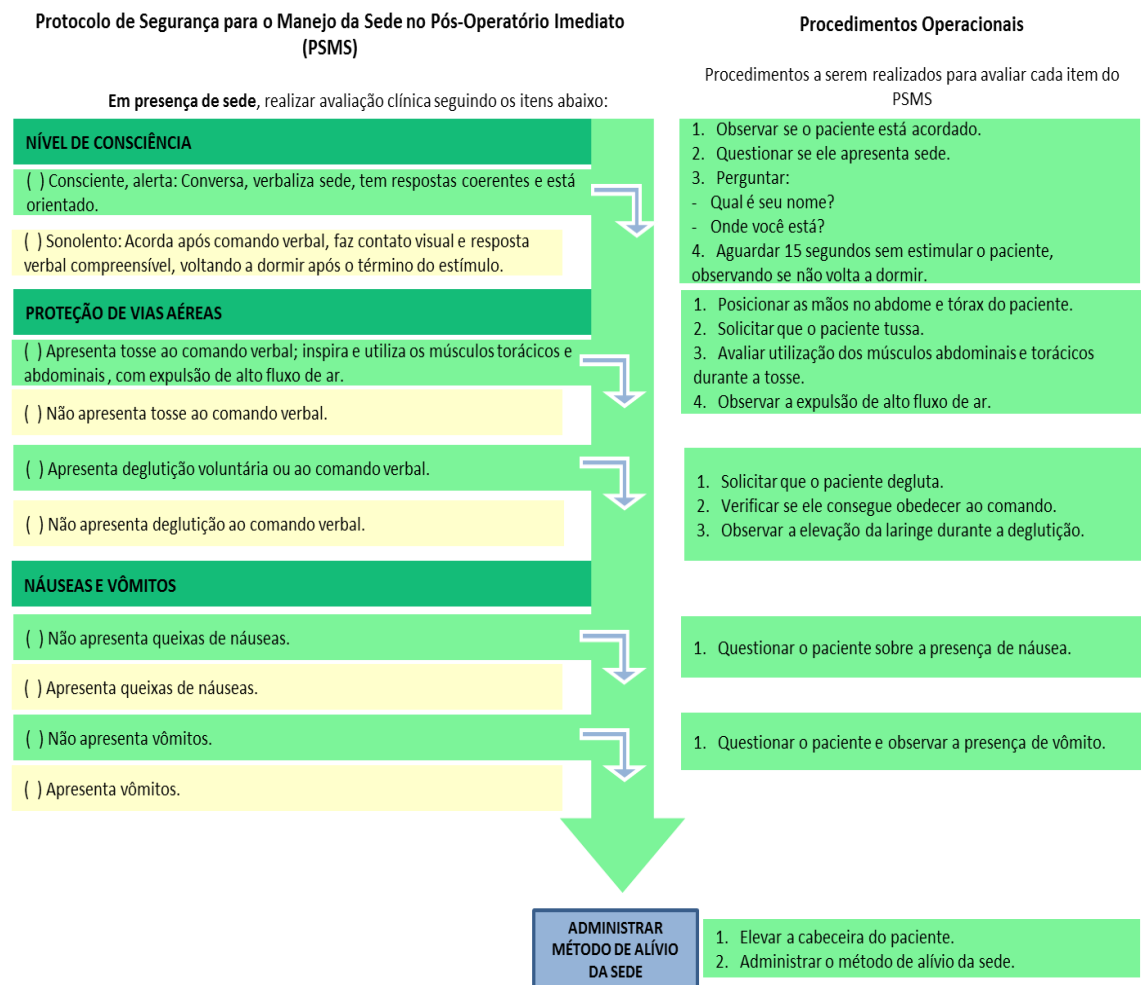 Protocolo de Segurança para o Manejo da Sede no Pós-Operatório Imediato
(PSMS)
Em presença de sede, realizar avaliação clínica seguindo os itens abaixo:
NÍVEL DE CONSCIÊNCIA
( ) Consciente, alerta: Conversa, verbaliza sede, tem respostas coerentes e está
orientado.
( ) Sonolento: Acorda após comando verbal, faz contato visual e resposta
verbal compreensível, voltando a dormir após o término do estímulo.
PROTEÇÃO DE VIAS AÉREAS
( ) Apresenta tosse ao comando verbal; inspira e utiliza os músculos torácicos e
abdominais , com expulsão de alto fluxo de ar.
( ) Não apresenta tosse ao comando verbal.
( ) Apresenta deglutição voluntária ou ao comando verbal.
( ) Não apresenta deglutição ao comando verbal.
NÁUSEAS E VÔMITOS
( ) Não apresenta queixas de náuseas.
( ) Apresenta queixas de náuseas.
( ) Não apresenta vômitos.
( ) Apresenta vômitos.
ADMINISTRAR
MÉTODO DE ALÍVIO
DA SEDE
Procedimentos Operacionais
Procedimentos a serem realizados para avaliar cada item do
PSMS
1. Observar se o paciente está acordado.
2. Questionar se ele apresenta sede.
3. Perguntar:
- Qual é seu nome?
- Onde você está?
4. Aguardar 15 segundos sem estimular o paciente,
observando se não volta a dormir.
1. Posicionar as mãos no abdome e tórax do paciente.
2. Solicitar que o paciente tussa.
3. Avaliar utilização dos músculos abdominais e torácicos
durante a tosse.
4. Observar a expulsão de alto fluxo de ar.
1. Solicitar que o paciente degluta.
2. Verificar se ele consegue obedecer ao comando.
3. Observar a elevação da laringe durante a deglutição.
1. Questionar o paciente sobre a presença de náusea.
1. Questionar o paciente e observar a presença de vômito.
1. Elevar a cabeceira do paciente.
2. Administrar o método de alívio da sede.